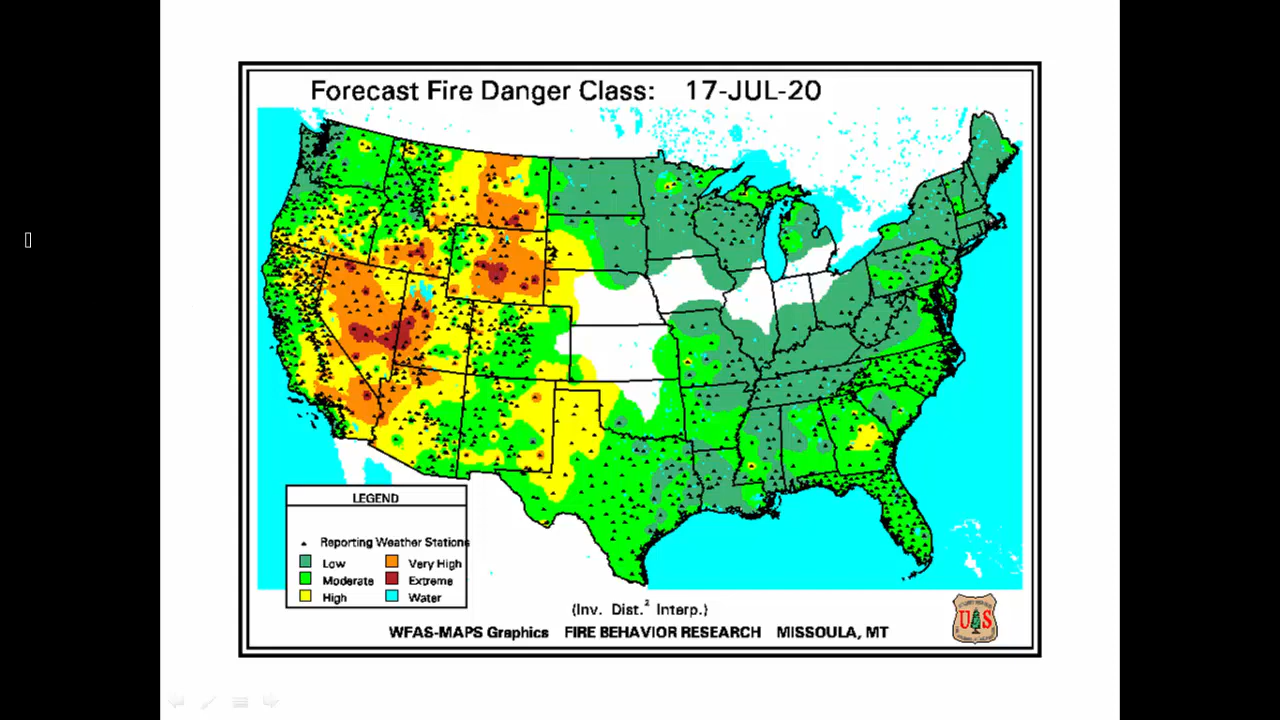 Forecast Fire Danger Class: 17-JUL-20
LEGEND
Reporting Weather Stations
Low
Very High
Moderate
Extreme
High
Water
(Inv. Dist.² Interp.)
WFAS-MAPS Graphics FIRE BEHAVIOR RESEARCH MISSOULA, MT
U S